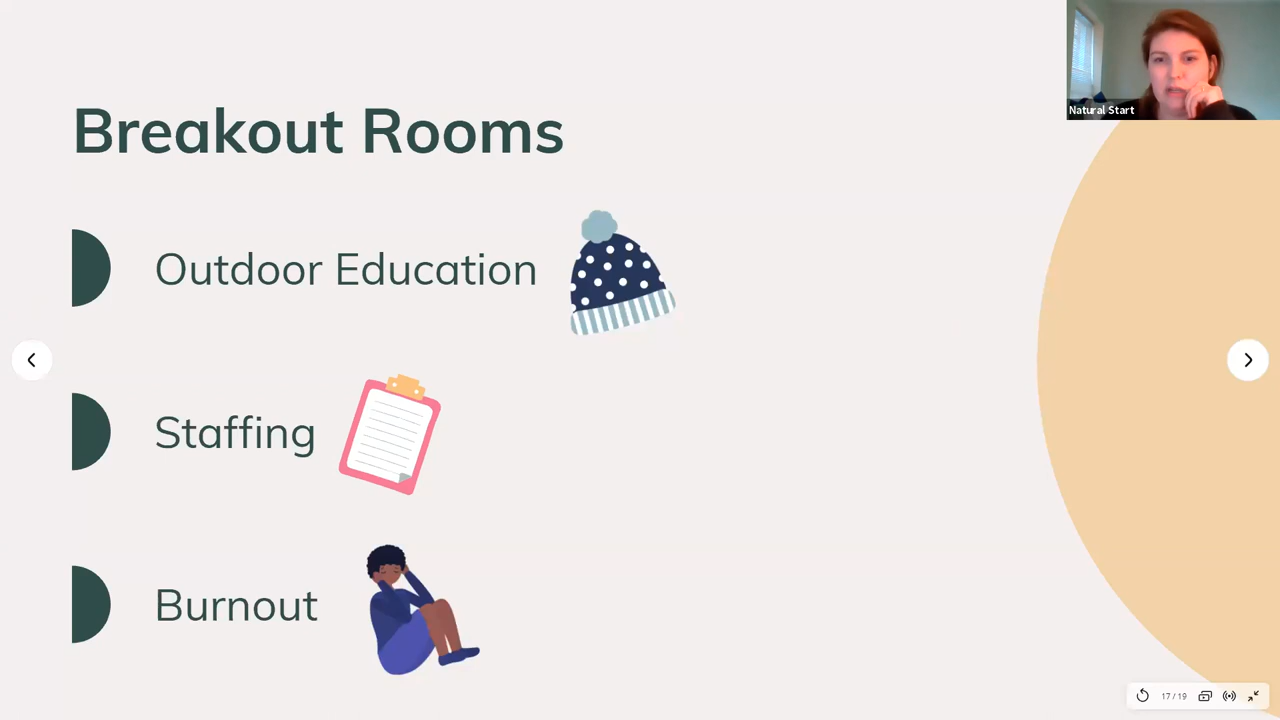 Natural Start
Breakout Rooms
Outdoor Education
Staffing
Burnout
17 / 19